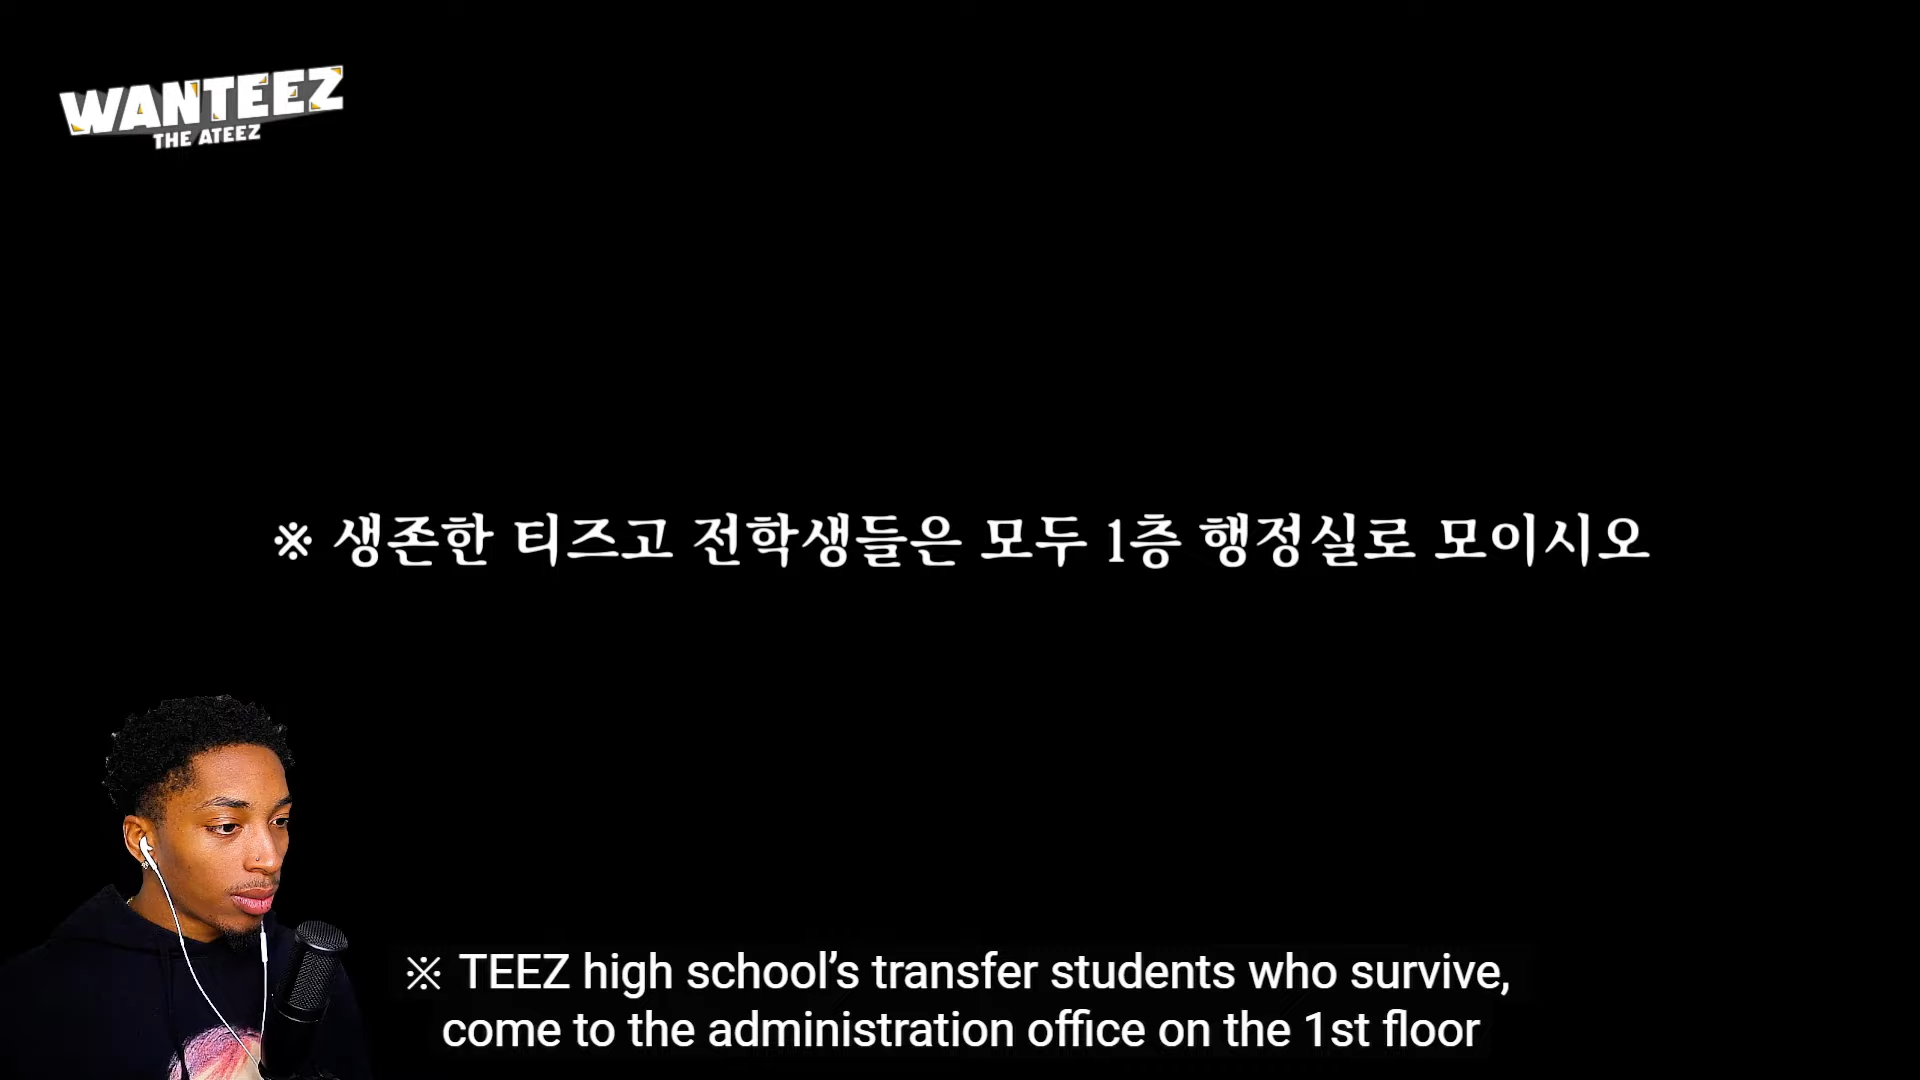 WANTEEZ
THE ATEEZ
※ 생존한 티즈고 전학생들은 모두 1층 행정실로 모이시오
※ TEEZ high school’s transfer students who survive,
come to the administration office on the 1st floor